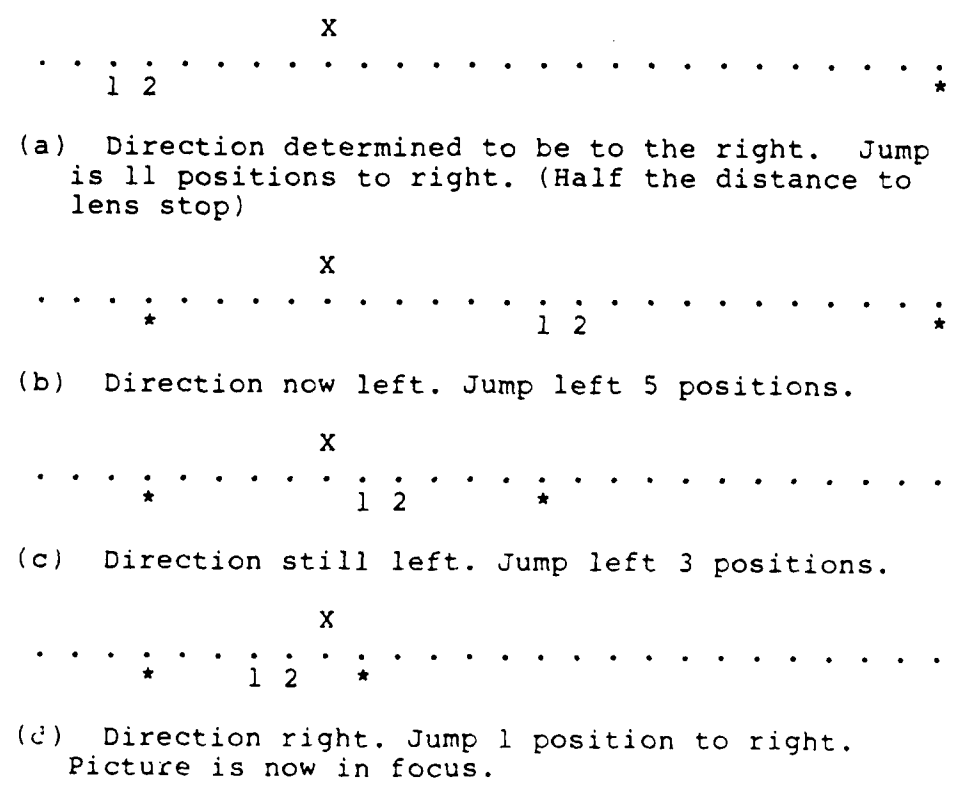 X
. . . . . . . . . . . . . . . . . . . . . . . . . .
1 2 *
(a) Direction determined to be to the right. Jump
is 11 positions to right. (Half the distance to
lens stop)
X
. . . . . . . . . . . . . . . . . . . . . . . . . .
* 1 2 *
(b) Direction now left. Jump left 5 positions.
X
. . . . . . . . . . . . . . . . . . . . . . . . . .
* 1 2 *
(c) Direction still left. Jump left 3 positions.
X
. . . . . . . . . . . . . . . . . . . . . . . . . .
* 1 2 *
(d) Direction right. Jump 1 position to right.
Picture is now in focus.